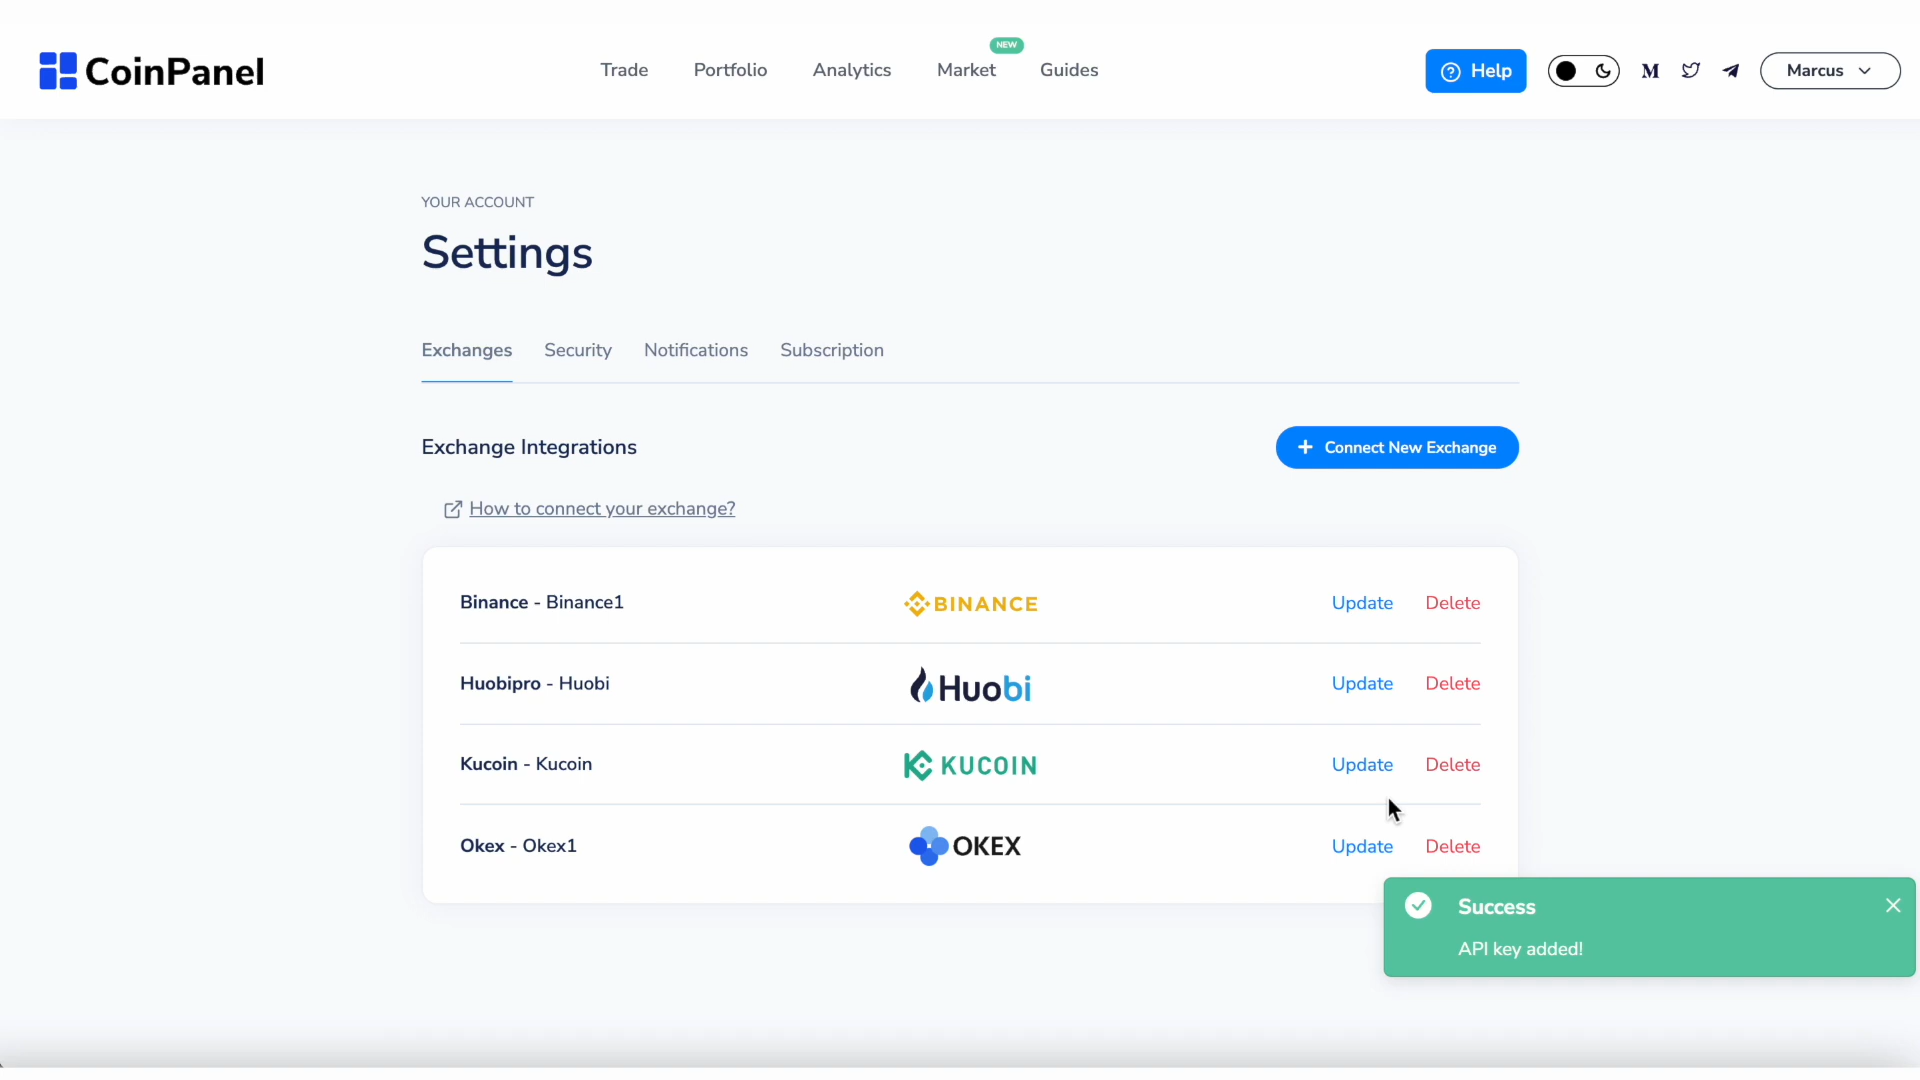 CoinPanel
Trade Portfolio Analytics Market NEW Guides
Help
Marcus
YOUR ACCOUNT
Settings
Exchanges Security Notifications Subscription
Exchange Integrations
+ Connect New Exchange
How to connect your exchange?
Binance - Binance1 BINANCE Update Delete
Huobipro - Huobi Huobi Update Delete
Kucoin - Kucoin KUCOIN Update Delete
Okex - Okex1 OKEX Update Delete
Success
API key added!